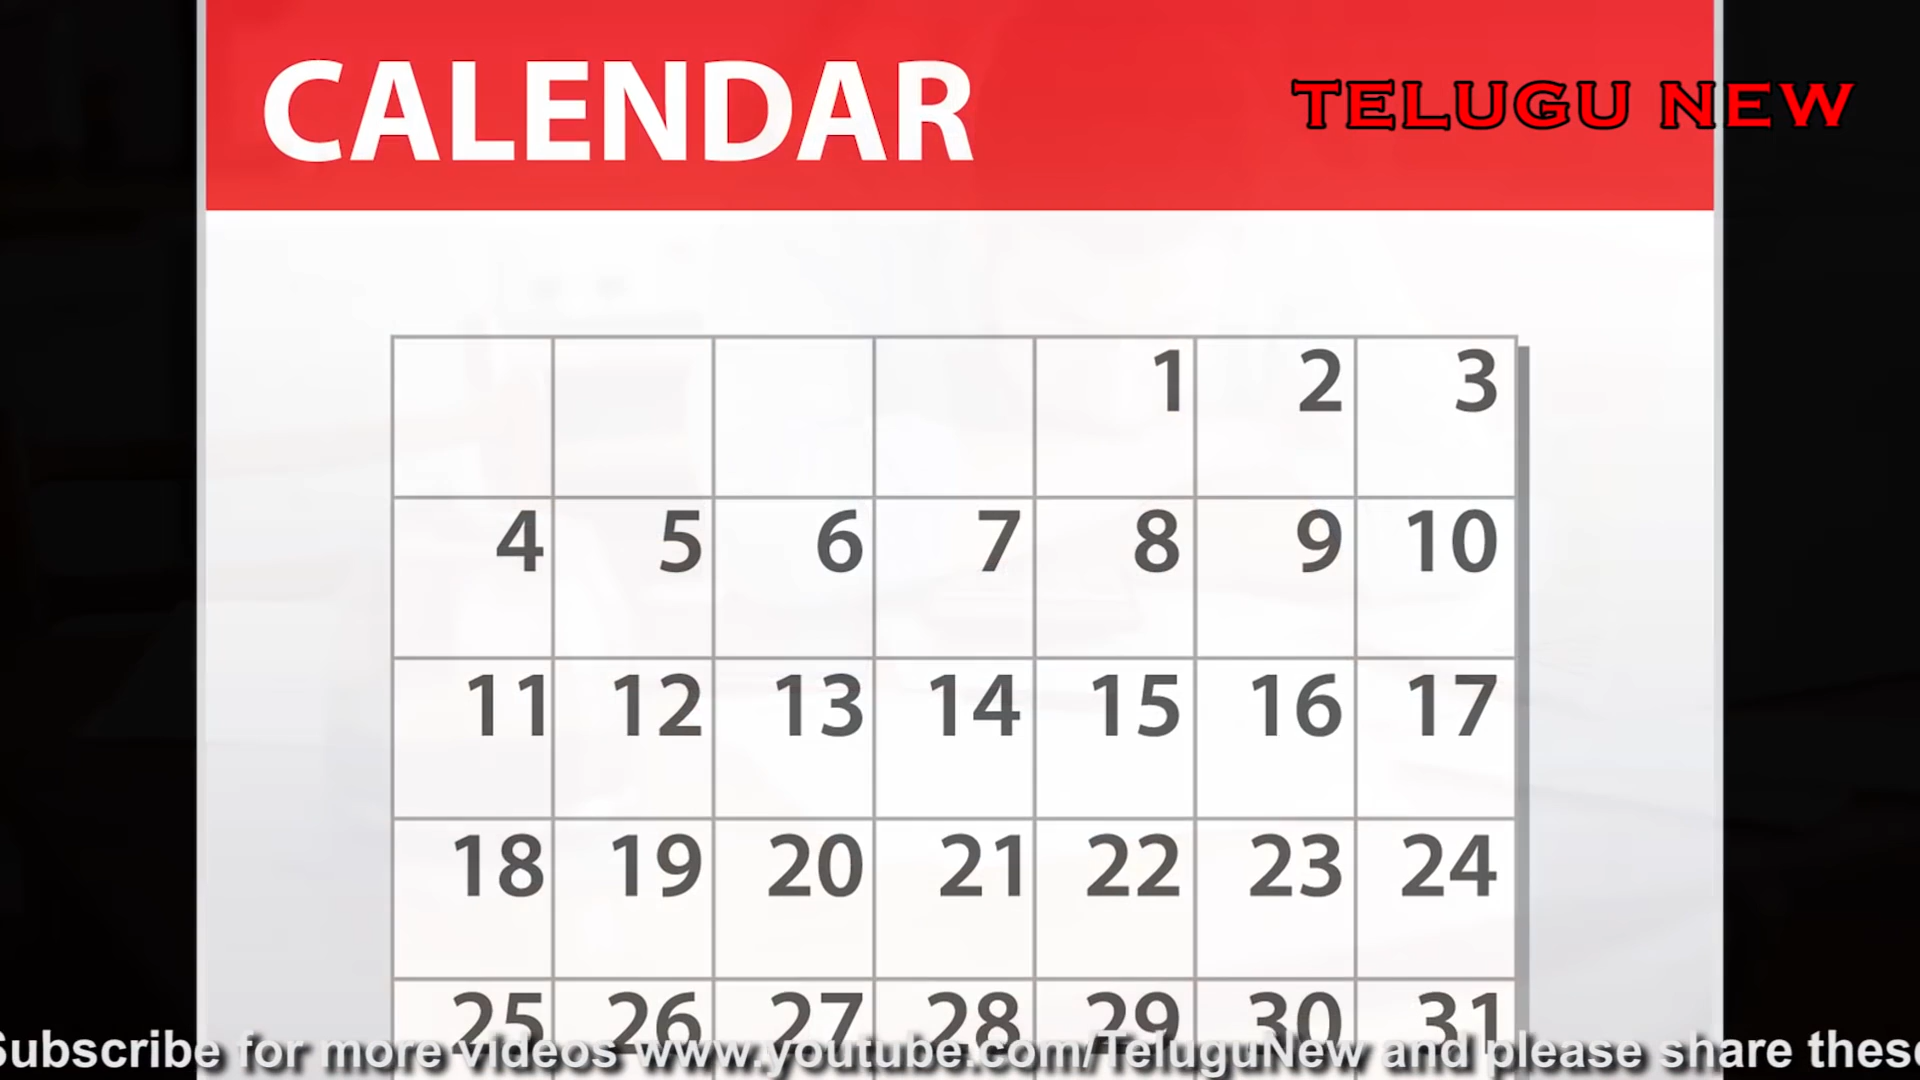 CALENDAR
TELUGU NEW
1 2 3
4 5 6 7 8 9 10
11 12 13 14 15 16 17
18 19 20 21 22 23 24
25 26 27 28 29 30 31
Subscribe for more videos www.youtube.com/TeluguNew and please share these